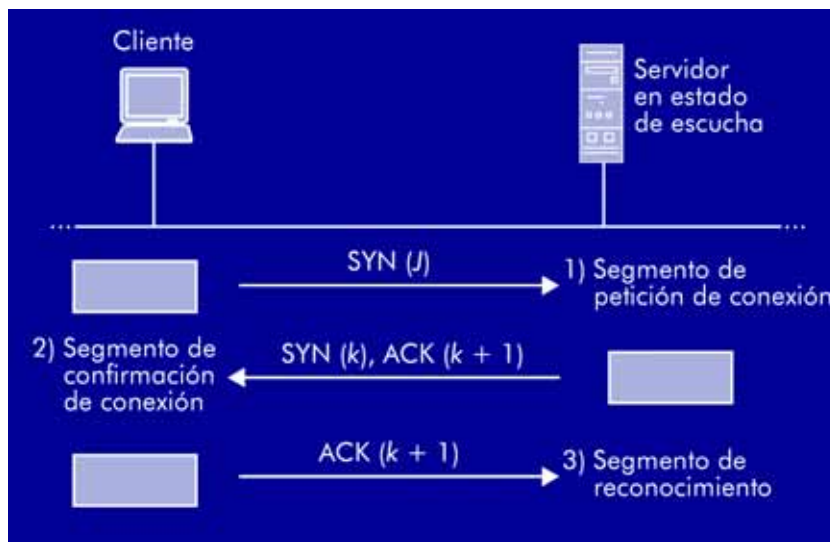 Cliente
Servidor
en estado
de escucha
SYN (J)
1) Segmento de
petición de conexión
2) Segmento de
confirmación
de conexión
SYN (k), ACK (k + 1)
ACK (k + 1)
3) Segmento de
reconocimiento